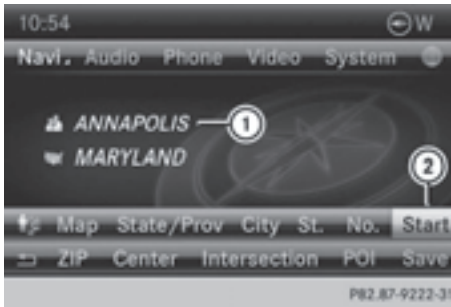 10:54 W
Navi. Audio Phone Video System
ANNAPOLIS 1
MARYLAND
2
Map State/Prov City St. No. Start
ZIP Center Intersection POI Save
P82.87-9222-31